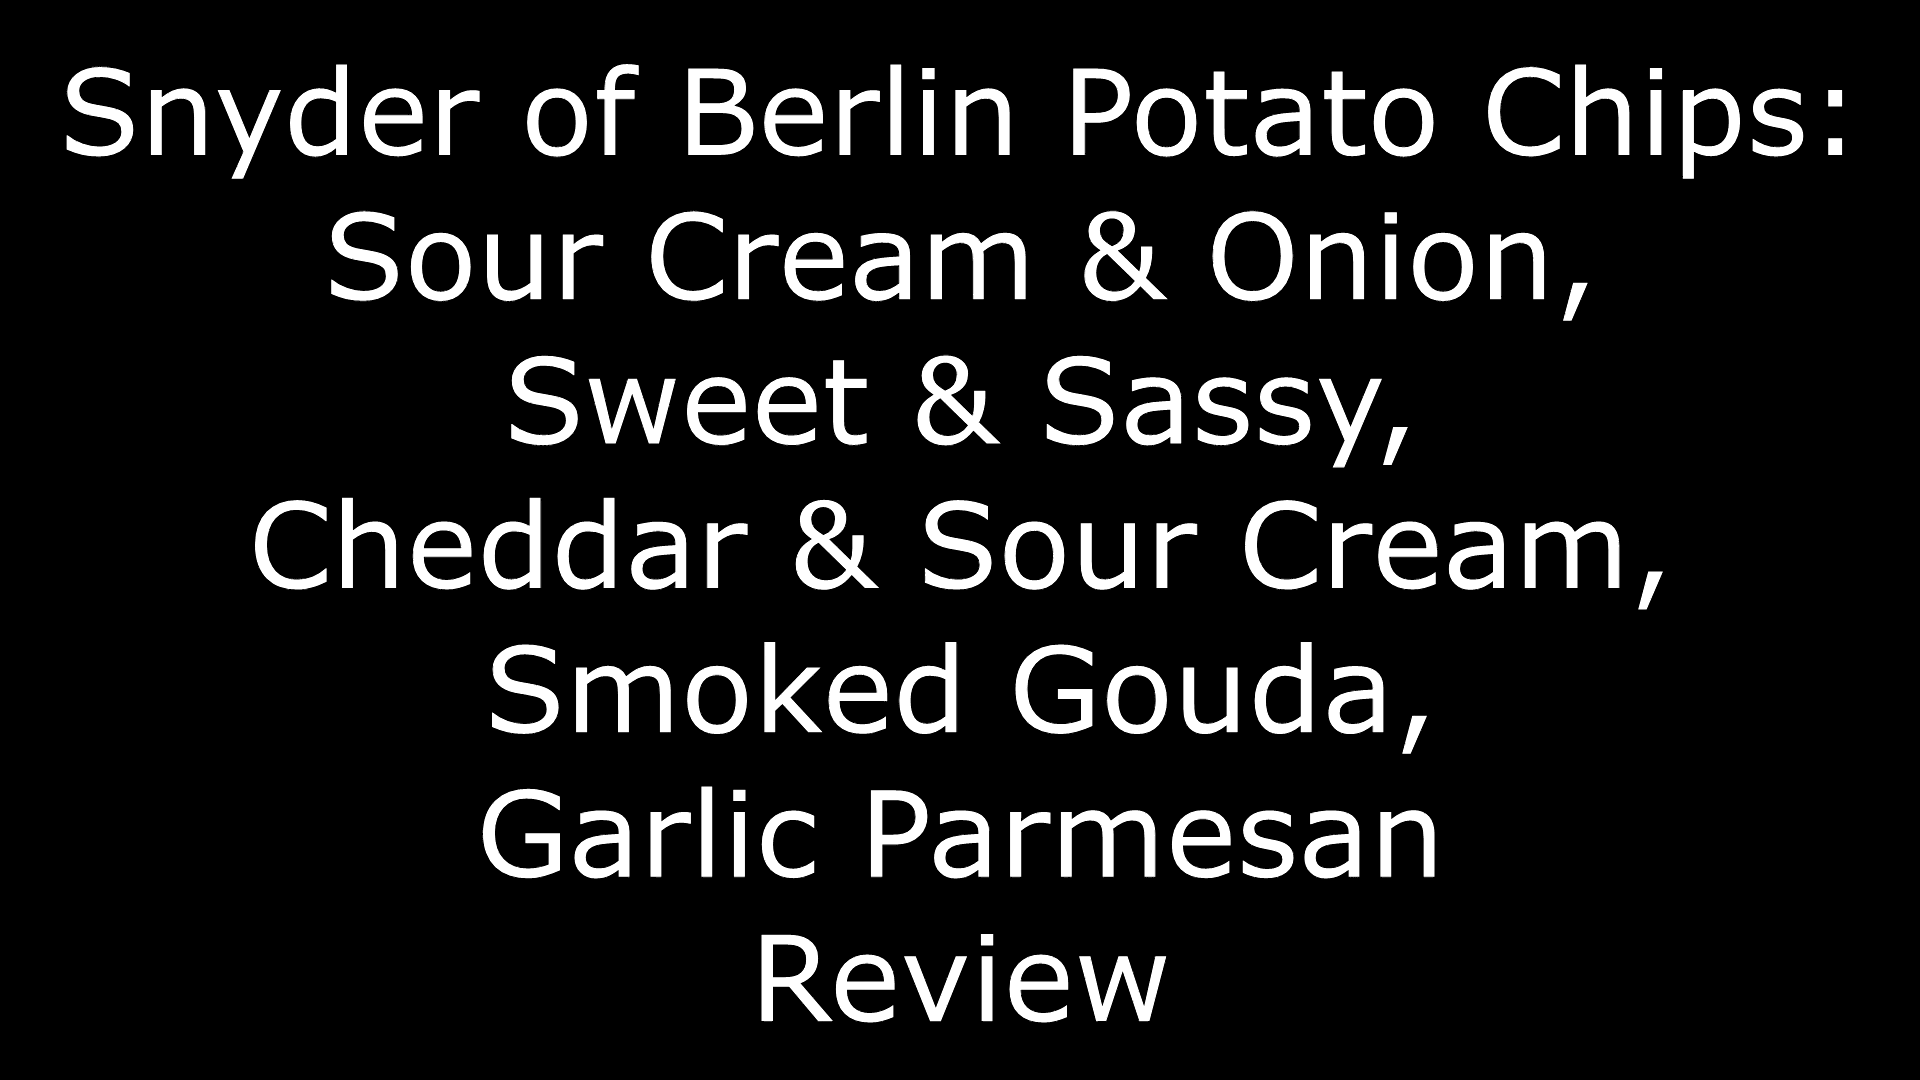 Snyder of Berlin Potato Chips:
Sour Cream & Onion,
Sweet & Sassy,
Cheddar & Sour Cream,
Smoked Gouda,
Garlic Parmesan
Review